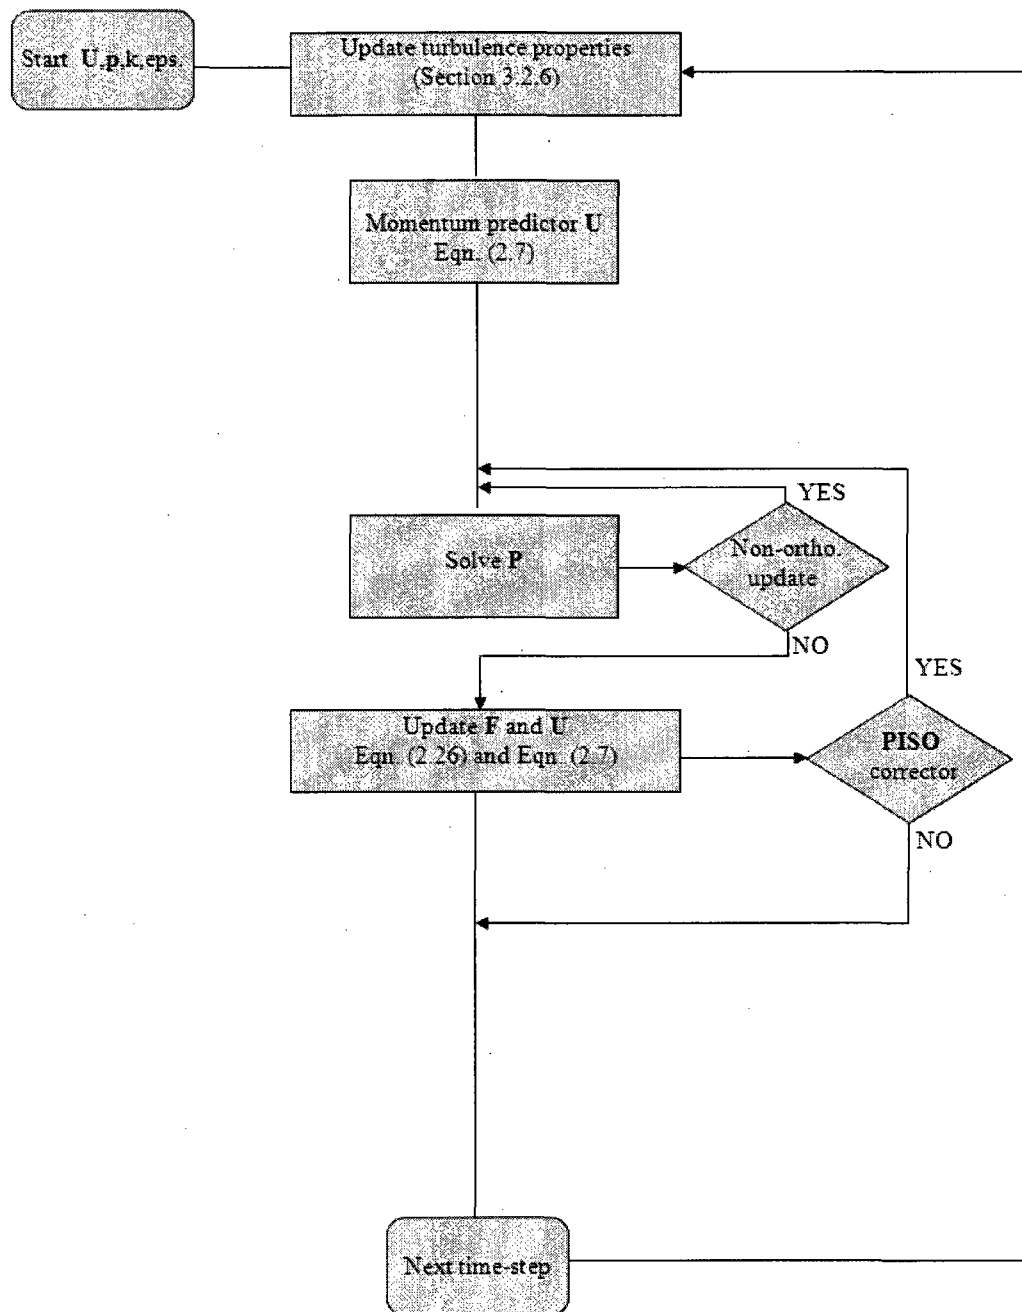 Start U,p,k,eps.
Update turbulence properties
(Section 3.2.6)
Momentum predictor U
Eqn. (2.7)
YES
Solve P
Non-ortho.
update
NO
YES
Update F and U
Eqn. (2.26) and Eqn. (2.7)
PISO
corrector
NO
Next time-step